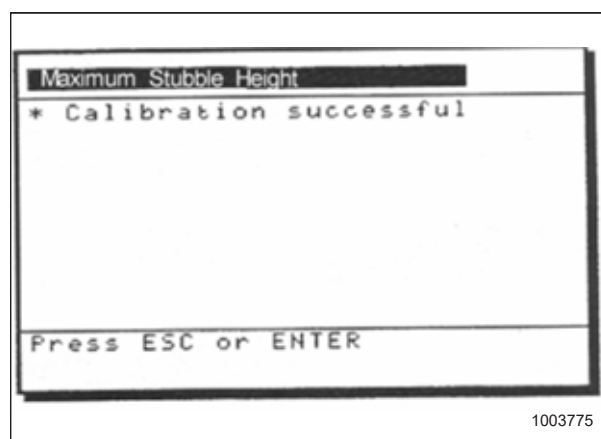 Maximum Stubble Height
* Calibration successful
Press ESC or ENTER
1003775